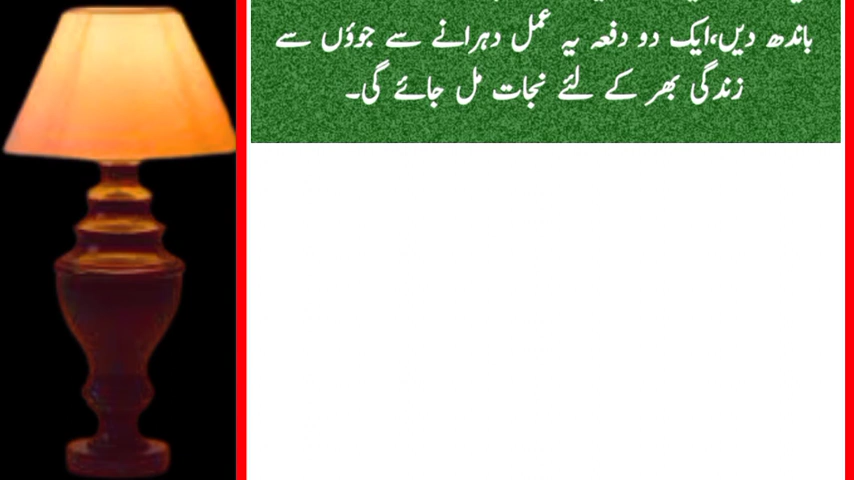 باندھ دیں،ایک دو دفعہ یہ عمل دہرانے سے جوؤں سے
زندگی بھر کے لئے نجات مل جائے گی۔